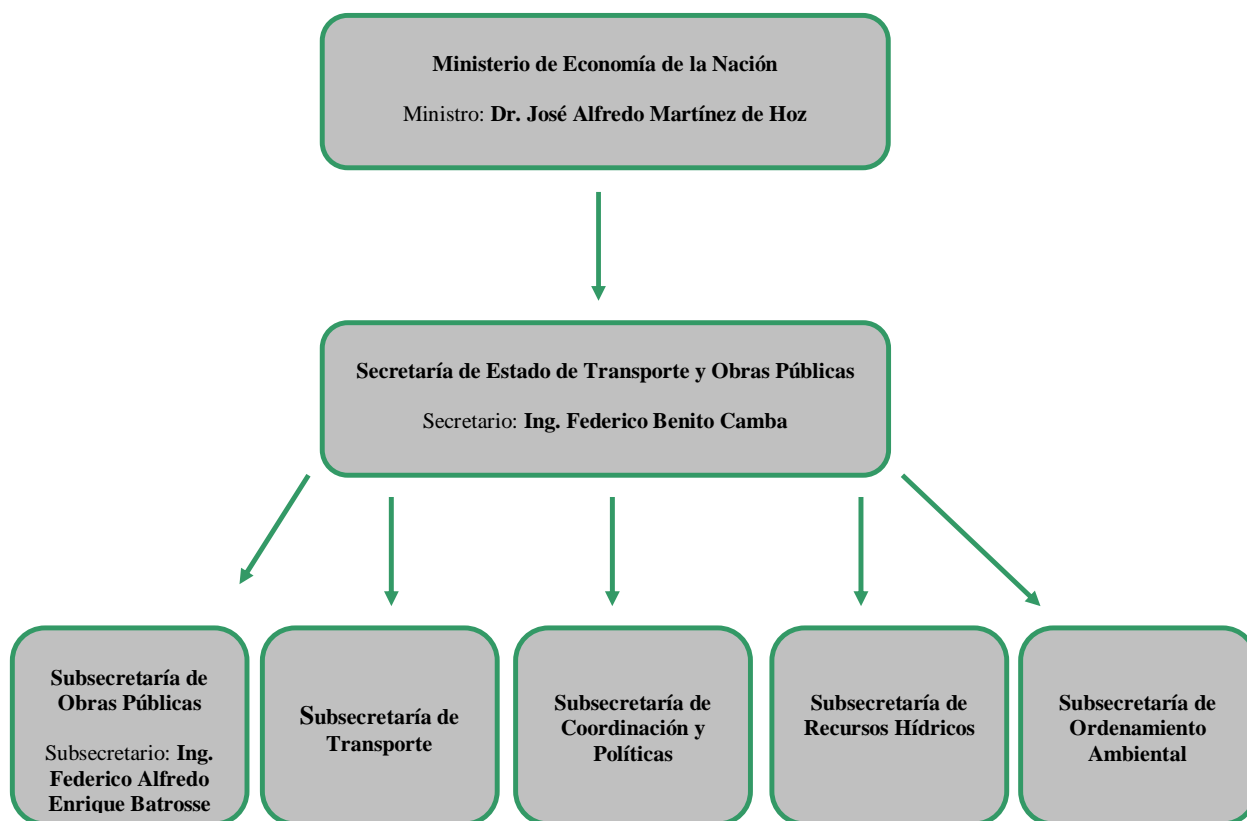 Ministerio de Economía de la Nación
Ministro: Dr. José Alfredo Martínez de Hoz
Secretaría de Estado de Transporte y Obras Públicas
Secretario: Ing. Federico Benito Camba
Subsecretaría de
Obras Públicas
Subsecretario: Ing.
Federico Alfredo
Enrique Batrosse
Subsecretaría de
Transporte
Subsecretaría de
Coordinación y
Políticas
Subsecretaría de
Recursos Hídricos
Subsecretaría de
Ordenamiento
Ambiental